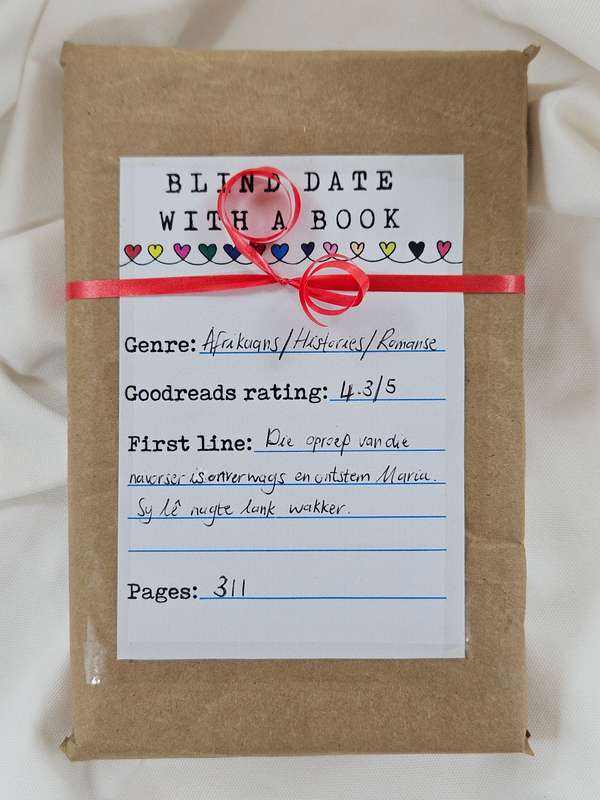 BLIND DATE
WITH A BOOK
Genre: Afrikaans/Histories/Romanse
Goodreads rating: 4.3/5
First line: Die oproep van die
navorser is onverwags en ontstem Maria.
Sy lê nagte lank wakker.
Pages: 311